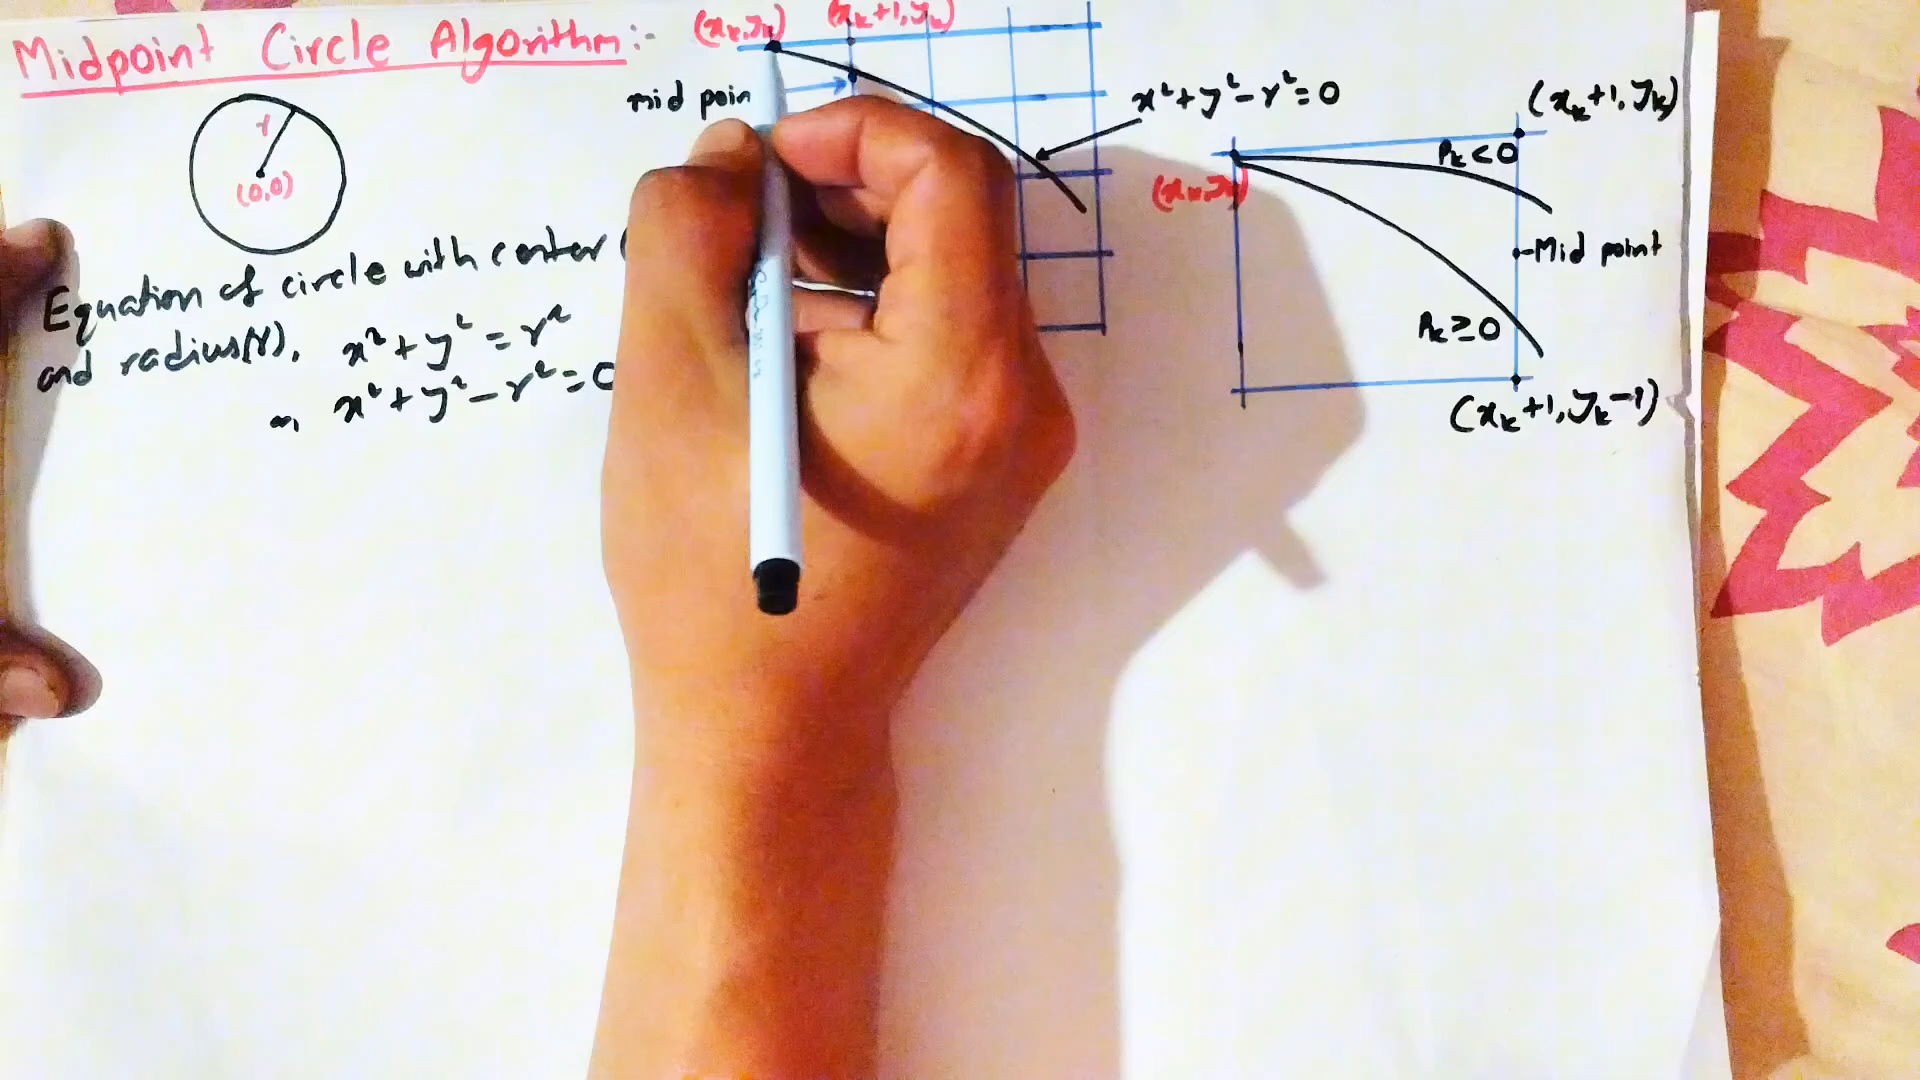 Midpoint Circle Algorithm:-
r
(0,0)
Equation of circle with center (
and radius(r), x²+y²=r²
or, x²+y²-r²=0
(xₖ,yₖ)
(xₖ+1,yₖ)
mid poin
x²+y²-r²=0
(xₖ+1,yₖ)
Pₖ<0
(xₖ,yₖ)
Mid point
Pₖ≥0
(xₖ+1,yₖ-1)